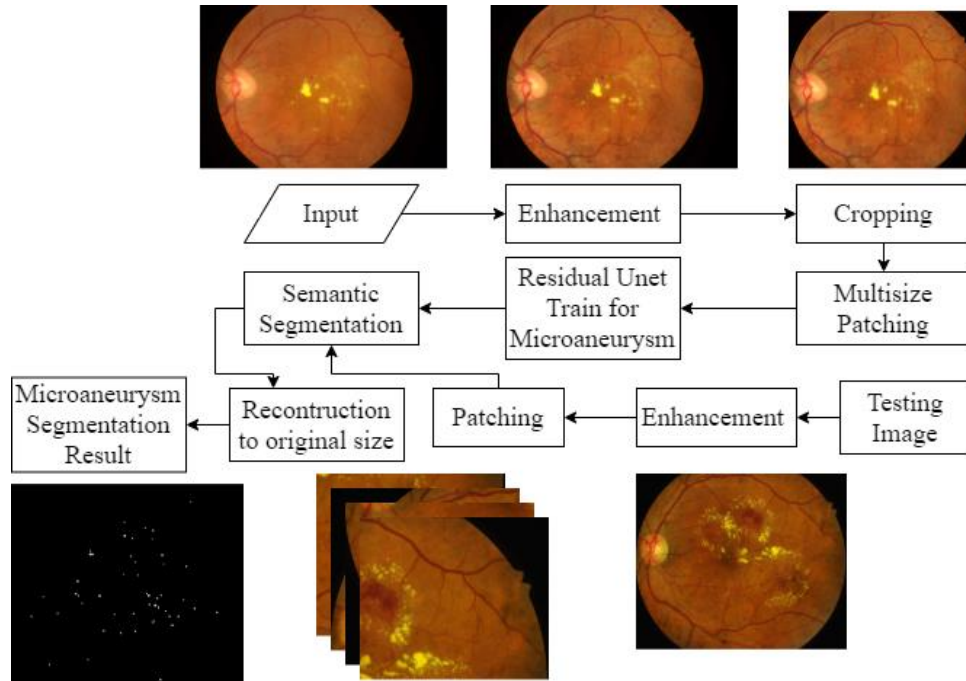 Input
Enhancement
Cropping
Semantic
Segmentation
Residual Unet
Train for
Microaneurysm
Multisize
Patching
Microaneurysm
Segmentation
Result
Recontruction
to original size
Patching
Enhancement
Testing
Image